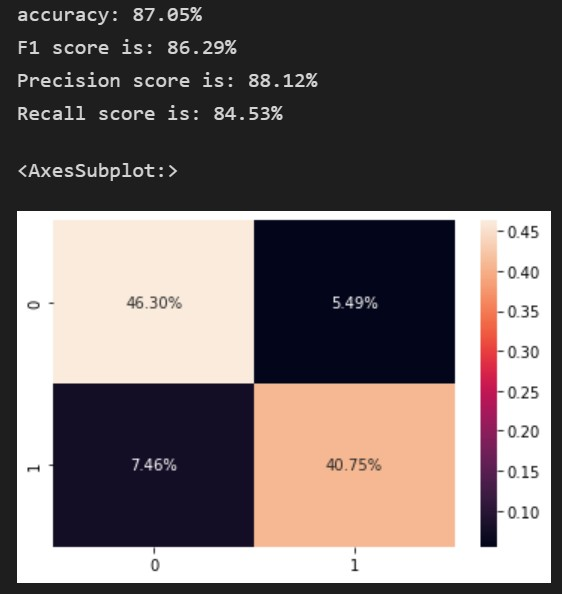 accuracy: 87.05%
F1 score is: 86.29%
Precision score is: 88.12%
Recall score is: 84.53%
<AxesSubplot:>
0.45
0 46.30% 5.49% 0.40
0.35
0.30
0.25
0.20
1 7.46% 40.75% 0.15
0.10
0 1